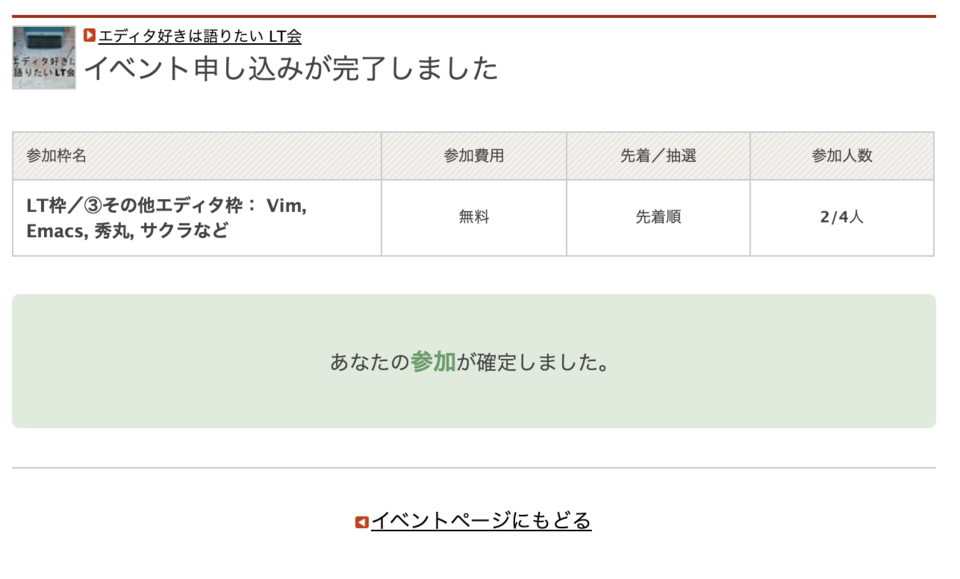 エディタ好きは語りたい LT会
エディタ好きに
語りたいLT会
イベント申し込みが完了しました
参加枠名
参加費用
先着／抽選
参加人数
LT枠／③その他エディタ枠： Vim,
Emacs, 秀丸, サクラなど
無料
先着順
2/4人
あなたの参加が確定しました。
イベントページにもどる